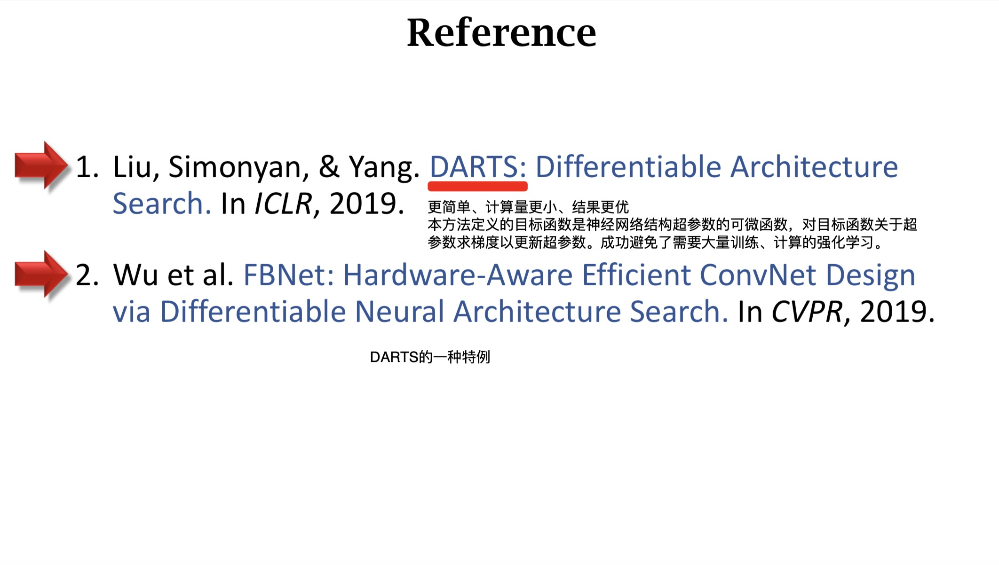 Reference
1. Liu, Simonyan, & Yang. DARTS: Differentiable Architecture
Search. In ICLR, 2019.
更简单、计算量更小、结果更优
本方法定义的目标函数是神经网络结构超参数的可微函数，对目标函数关于超
参数求梯度以更新超参数。成功避免了需要大量训练、计算的强化学习。
2. Wu et al. FBNet: Hardware-Aware Efficient ConvNet Design
via Differentiable Neural Architecture Search. In CVPR, 2019.
DARTS的一种特例